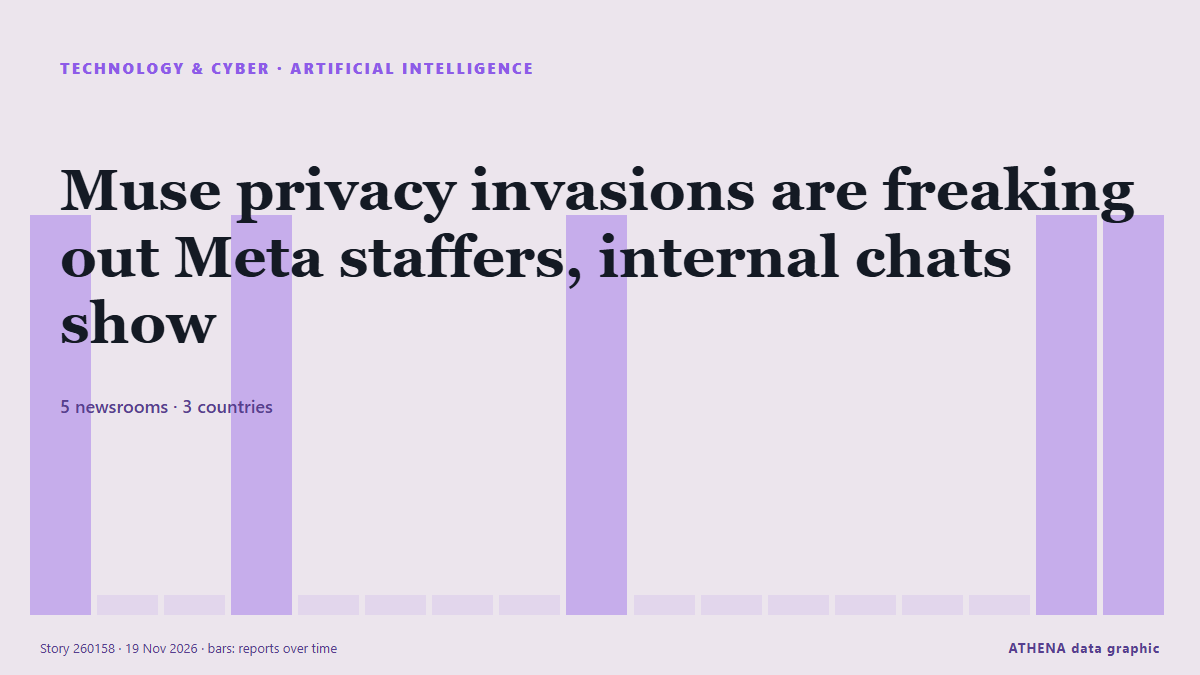 TECHNOLOGY & CYBER · ARTIFICIAL INTELLIGENCE
Muse privacy invasions are freaking
out Meta staffers, internal chats
show
5 newsrooms · 3 countries
Story 260158 · 19 Nov 2026 · bars: reports over time
ATHENA data graphic